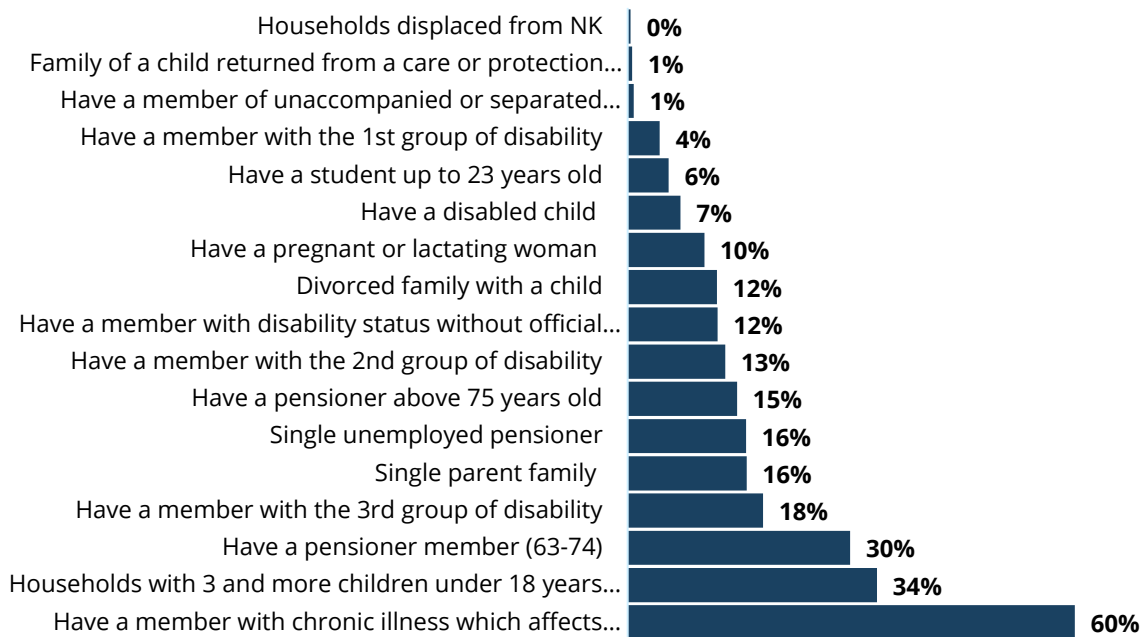 Households displaced from NK 0%
Family of a child returned from a care or protection... 1%
Have a member of unaccompanied or separated... 1%
Have a member with the 1st group of disability 4%
Have a student up to 23 years old 6%
Have a disabled child 7%
Have a pregnant or lactating woman 10%
Divorced family with a child 12%
Have a member with disability status without official... 12%
Have a member with the 2nd group of disability 13%
Have a pensioner above 75 years old 15%
Single unemployed pensioner 16%
Single parent family 16%
Have a member with the 3rd group of disability 18%
Have a pensioner member (63-74) 30%
Households with 3 and more children under 18 years... 34%
Have a member with chronic illness which affects... 60%